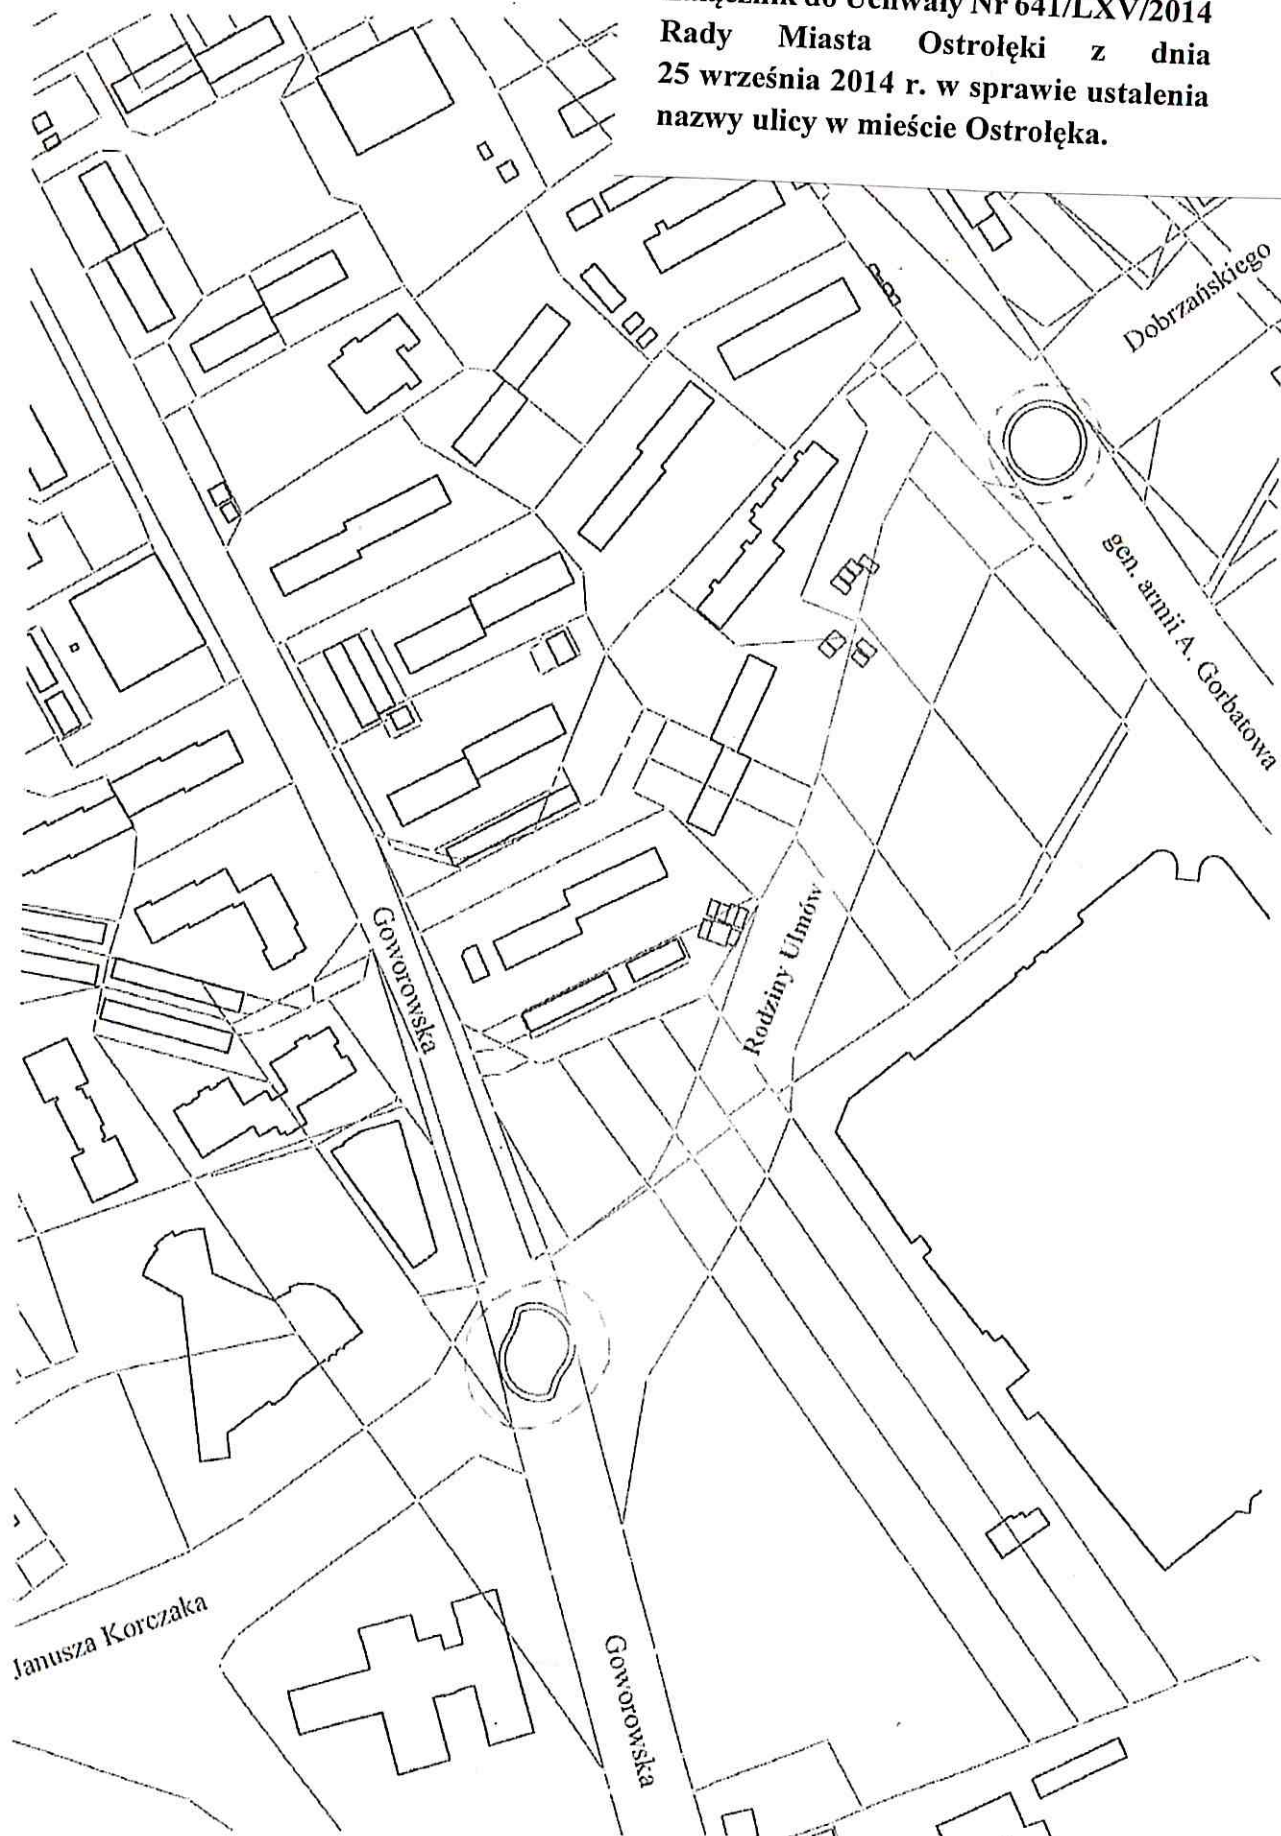 do Uchwały Nr 641/LXV/2014
Rady Miasta Ostrołęki z dnia
25 września 2014 r. w sprawie ustalenia
nazwy ulicy w mieście Ostrołęka.
Dobrzańskiego
gen. armii A. Gorbatowa
Goworowska
Rodziny Ulmów
Janusza Korczaka
Goworowska